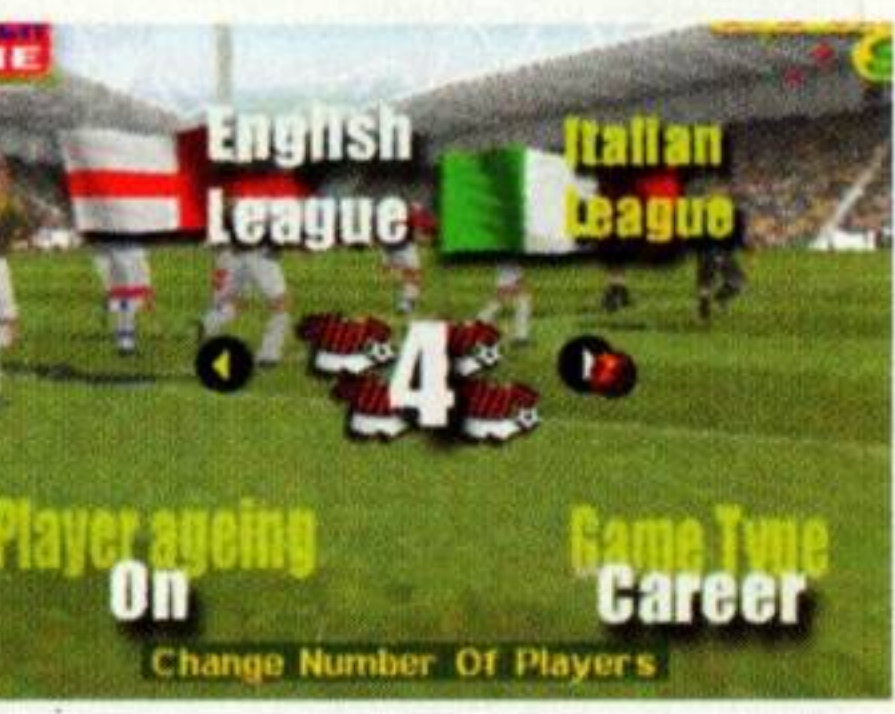 English
League
Italian
League
4
Player ageing
On
Game Type
Career
Change Number Of Players